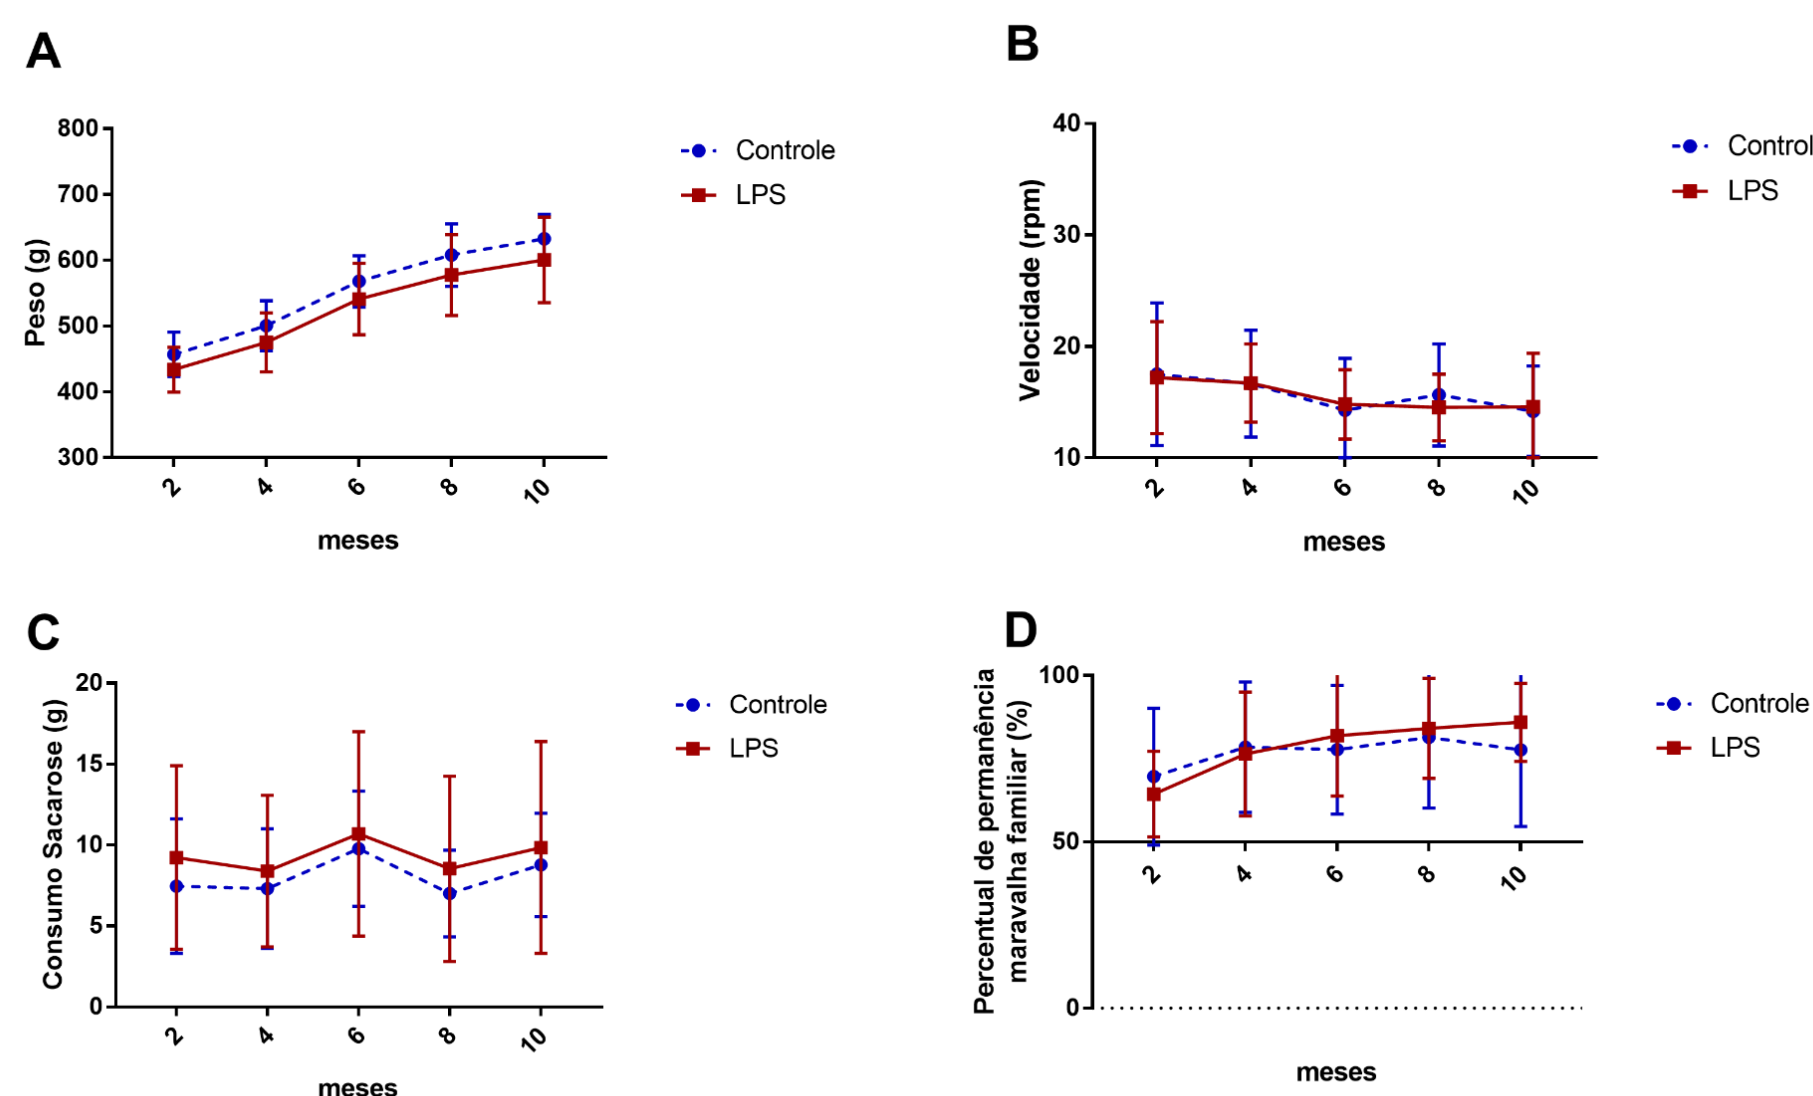 A
800
700
600
500
400
300
Peso (g)
2
4
6
8
10
meses
Controle
LPS
B
40
30
20
10
Velocidade (rpm)
2
4
6
8
10
meses
Control
LPS
C
20
15
10
5
0
Consumo Sacarose (g)
2
4
6
8
10
meses
Controle
LPS
D
100
50
0
Percentual de permanência
maravalha familiar (%)
2
4
6
8
10
meses
Controle
LPS